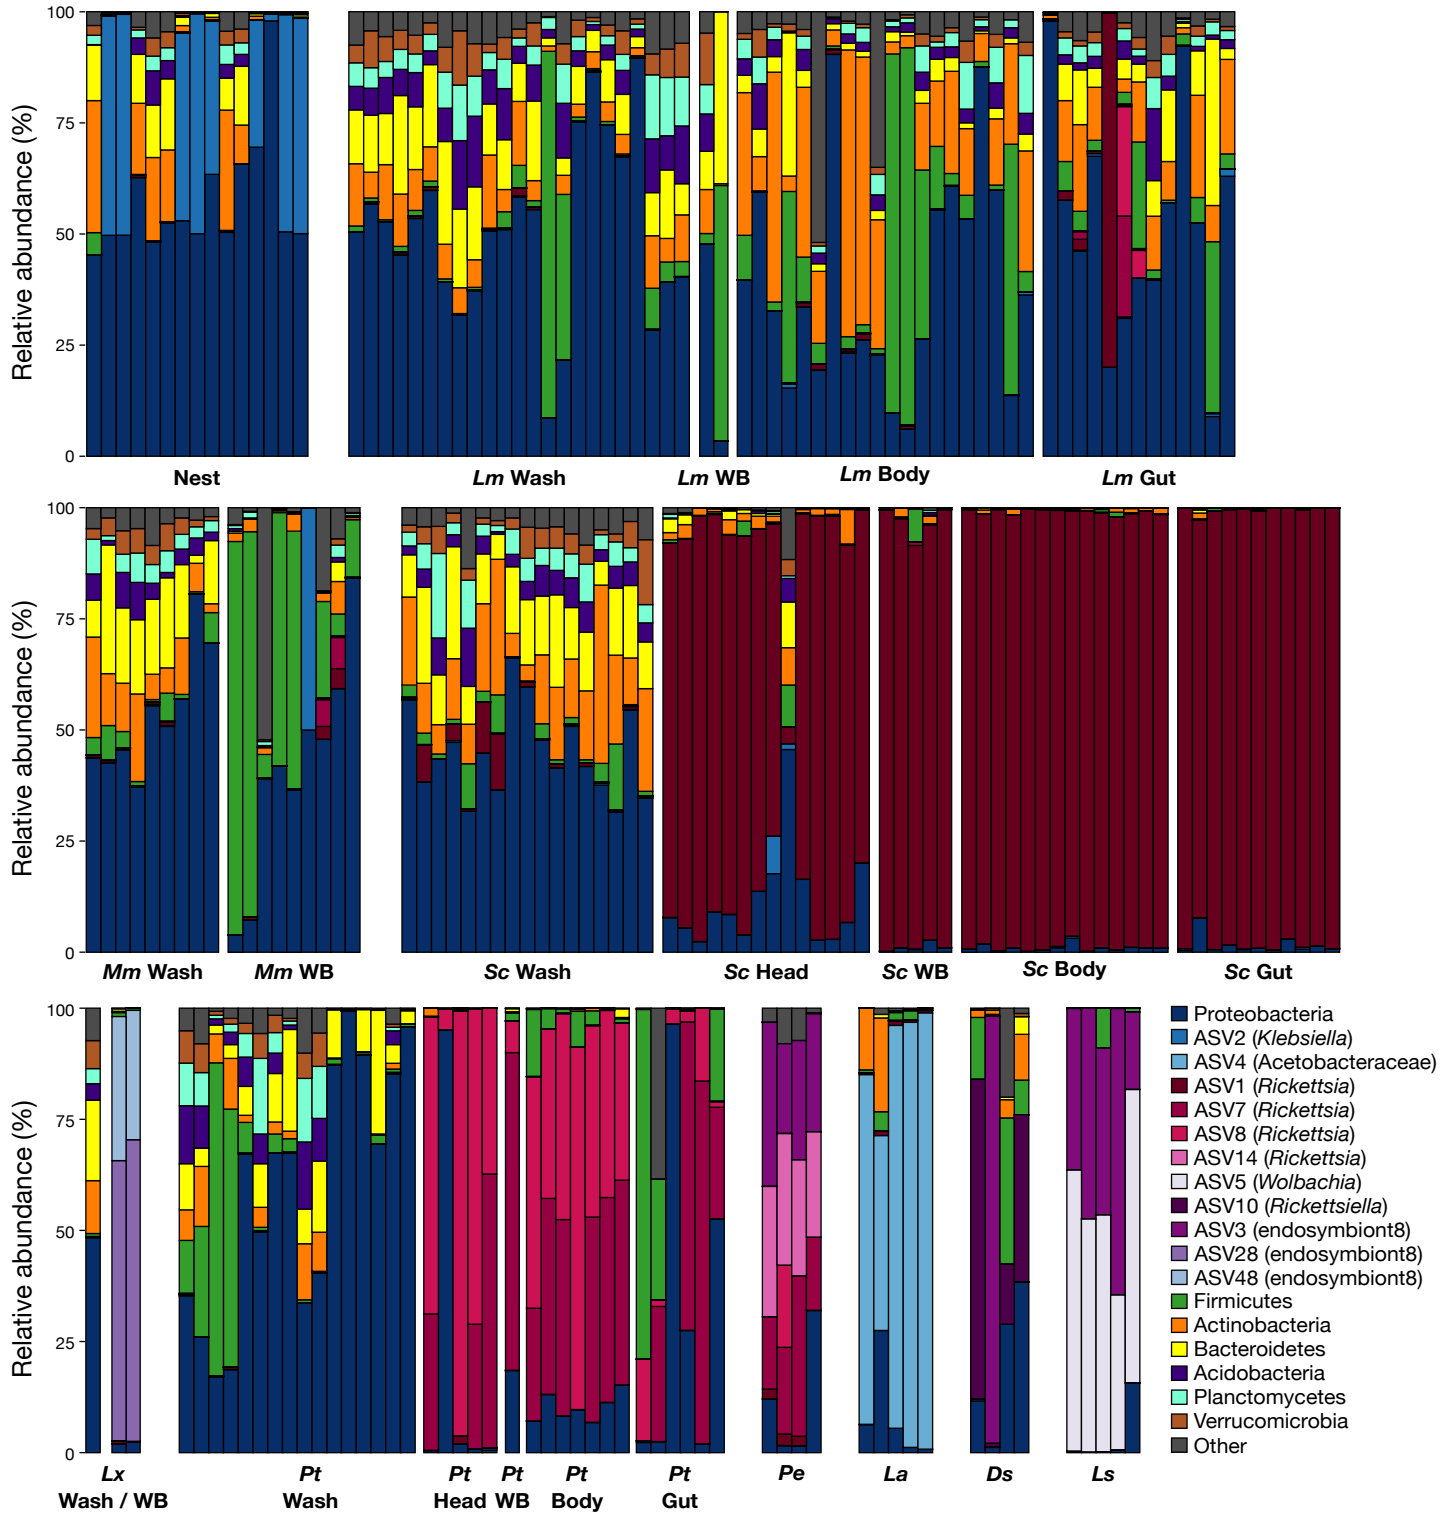 Relative abundance (%)
100
75
50
25
0
Nest
Lm Wash
Lm WB
Lm Body
Lm Gut
Relative abundance (%)
100
75
50
25
0
Mm Wash
Mm WB
Sc Wash
Sc Head
Sc WB
Sc Body
Sc Gut
Relative abundance (%)
100
75
50
25
0
Lx
Wash / WB
Pt
Wash
Pt
Head
Pt
WB
Pt
Body
Pt
Gut
Pe
La
Ds
Ls
Proteobacteria
ASV2 (Klebsiella)
ASV4 (Acetobacteraceae)
ASV1 (Rickettsia)
ASV7 (Rickettsia)
ASV8 (Rickettsia)
ASV14 (Rickettsia)
ASV5 (Wolbachia)
ASV10 (Rickettsiella)
ASV3 (endosymbiont8)
ASV28 (endosymbiont8)
ASV48 (endosymbiont8)
Firmicutes
Actinobacteria
Bacteroidetes
Acidobacteria
Planctomycetes
Verrucomicrobia
Other